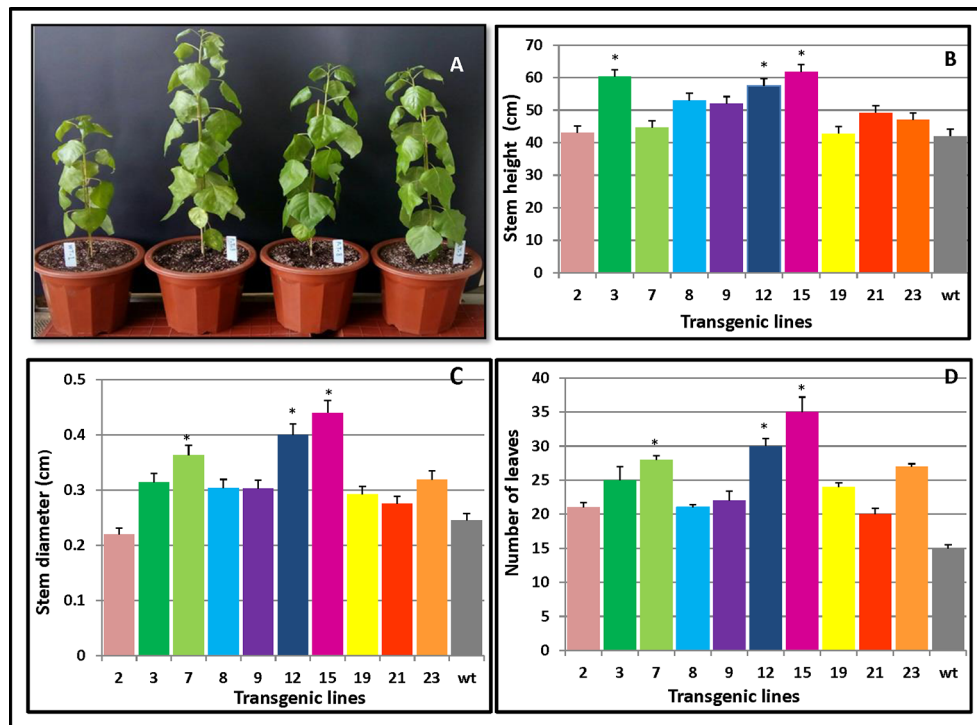 A
B
Stem height (cm)
70
60
50
40
30
20
10
0
* * *
2 3 7 8 9 12 15 19 21 23 wt
Transgenic lines
C
Stem diameter (cm)
0.5
0.4
0.3
0.2
0.1
0
* * *
2 3 7 8 9 12 15 19 21 23 wt
Transgenic lines
D
Number of leaves
40
35
30
25
20
15
10
5
0
* * *
2 3 7 8 9 12 15 19 21 23 wt
Transgenic lines